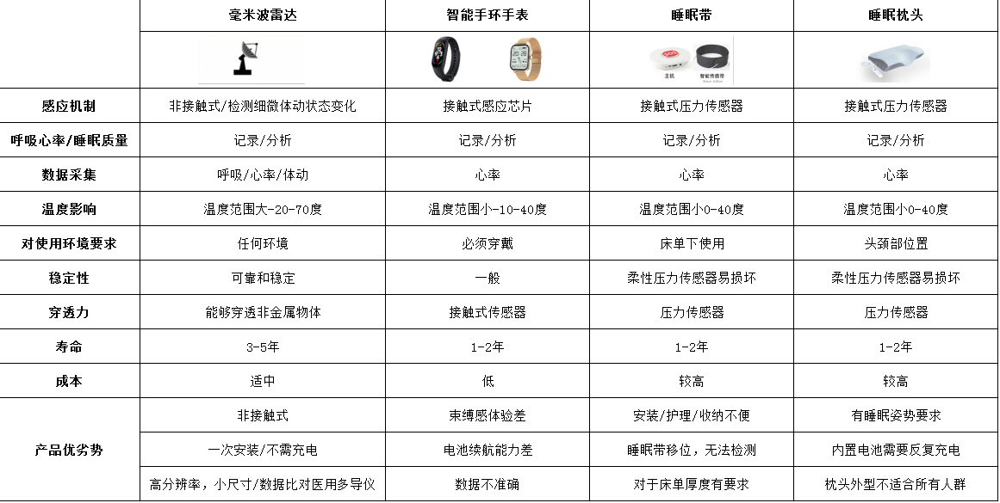 毫米波雷达 智能手环手表 睡眠带 睡眠枕头
主机 智能传感带
感应机制 非接触式/检测细微体动状态变化 接触式感应芯片 接触式压力传感器 接触式压力传感器
呼吸心率/睡眠质量 记录/分析 记录/分析 记录/分析 记录/分析
数据采集 呼吸/心率/体动 心率 心率 心率
温度影响 温度范围大-20-70度 温度范围小-10-40度 温度范围小0-40度 温度范围小0-40度
对使用环境要求 任何环境 必须穿戴 床单下使用 头颈部位置
稳定性 可靠和稳定 一般 柔性压力传感器易损坏 柔性压力传感器易损坏
穿透力 能够穿透非金属物体 接触式传感器 压力传感器 压力传感器
寿命 3-5年 1-2年 1-2年 1-2年
成本 适中 低 较高 较高
产品优劣势 非接触式 束缚感体验差 安装/护理/收纳不便 有睡眠姿势要求
一次安装/不需充电 电池续航能力差 睡眠带移位，无法检测 内置电池需要反复充电
高分辨率，小尺寸/数据比对医用多导仪 数据不准确 对于床单厚度有要求 枕头外型不适合所有人群